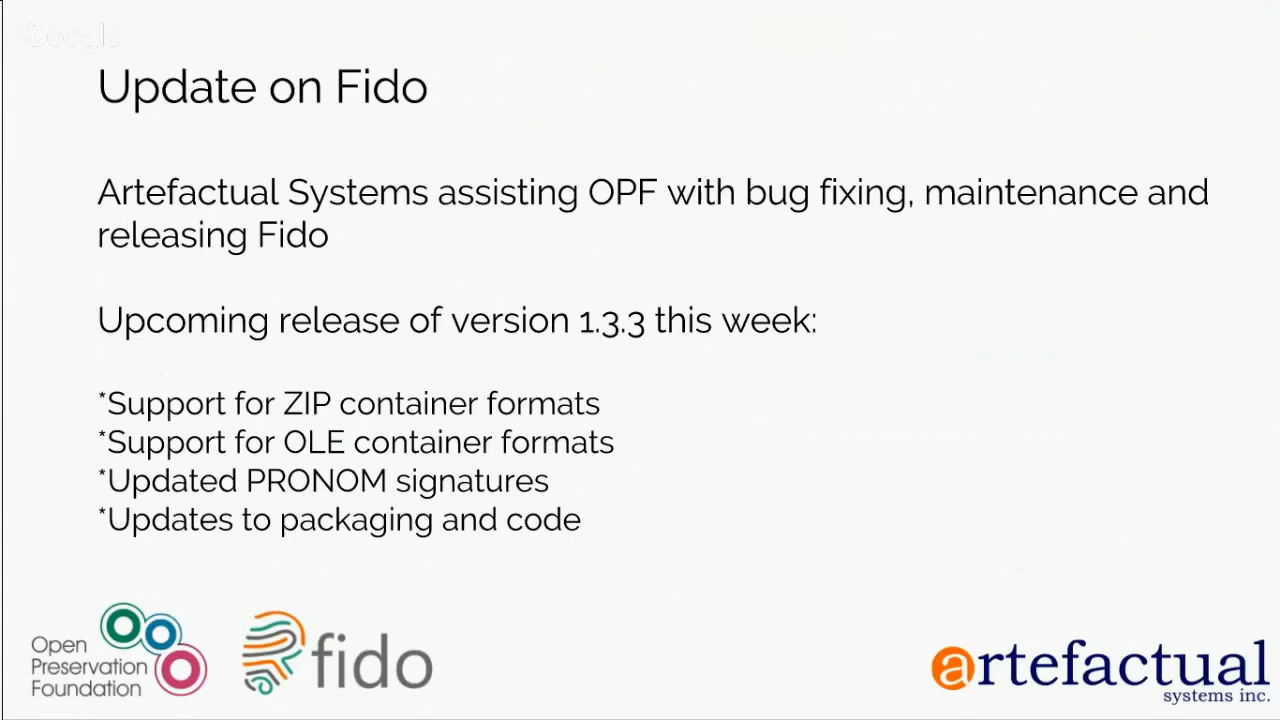 Google
Update on Fido
Artefactual Systems assisting OPF with bug fixing, maintenance and
releasing Fido
Upcoming release of version 1.3.3 this week:
*Support for ZIP container formats
*Support for OLE container formats
*Updated PRONOM signatures
*Updates to packaging and code
Open
Preservation
Foundation
fido
artefactual
systems inc.